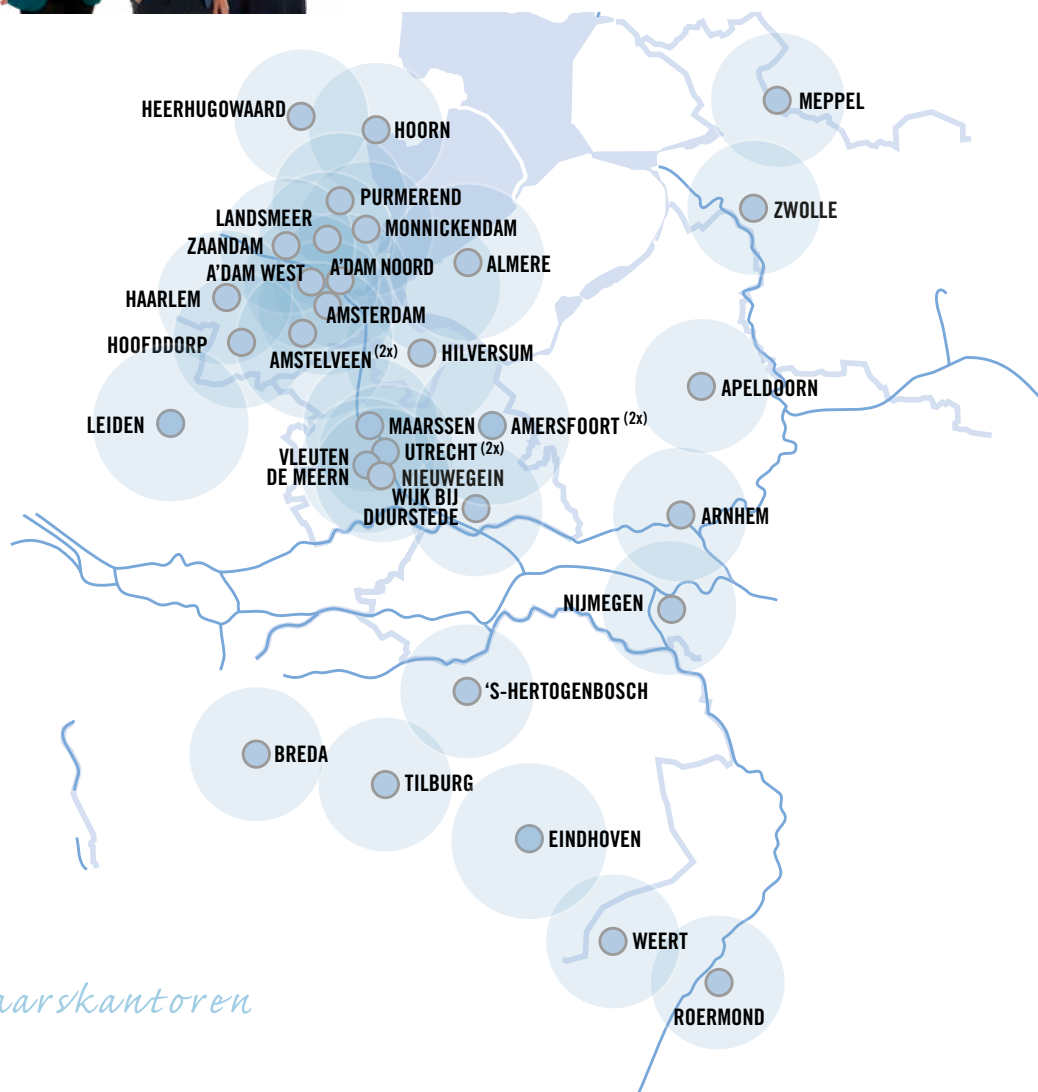 MEPPEL
HEERHUGOWAARD
HOORN
PURMEREND
ZWOLLE
LANDSMEER
MONNICKENDAM
ZAANDAM
A'DAM WEST
A'DAM NOORD
ALMERE
HAARLEM
AMSTERDAM
HOOFDDORP
AMSTELVEEN (2x)
HILVERSUM
APELDOORN
LEIDEN
MAARSSEN
AMERSFOORT (2x)
UTRECHT (2x)
VLEUTEN
DE MEERN
NIEUWEGEIN
WIJK BIJ
DUURSTEDE
ARNHEM
NIJMEGEN
‘S-HERTOGENBOSCH
BREDA
TILBURG
EINDHOVEN
WEERT
aarskantoren
ROERMOND